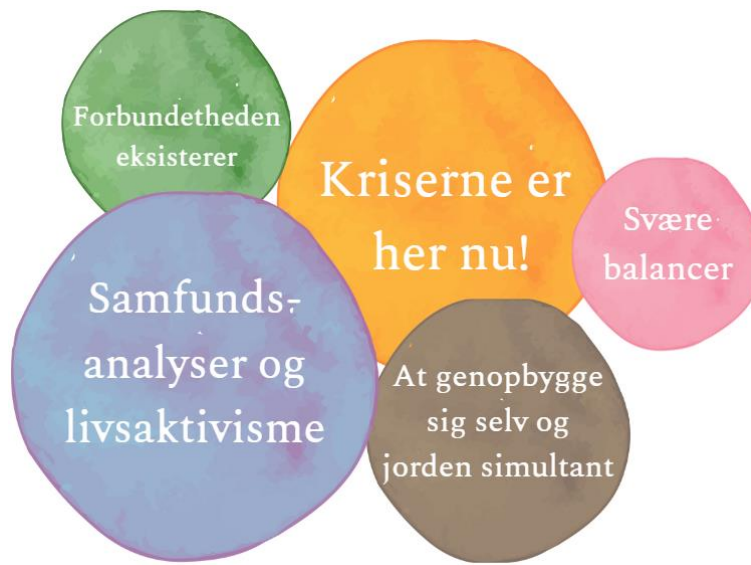 Forbundetheden
eksisterer
Kriserne er
her nu!
Svære
balancer
Samfunds-
analyser og
livsaktivisme
At genopbygge
sig selv og
jorden simultant